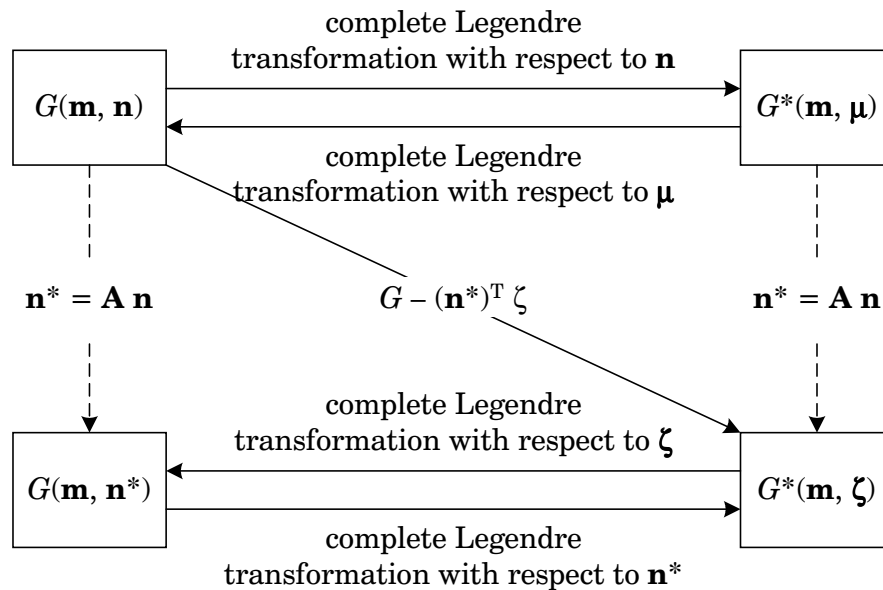 complete Legendre
transformation with respect to n
G(m, n)
G*(m, μ)
complete Legendre
transformation with respect to μ
n* = A n
G – (n*)ᵀ ζ
n* = A n
complete Legendre
transformation with respect to ζ
G(m, n*)
G*(m, ζ)
complete Legendre
transformation with respect to n*